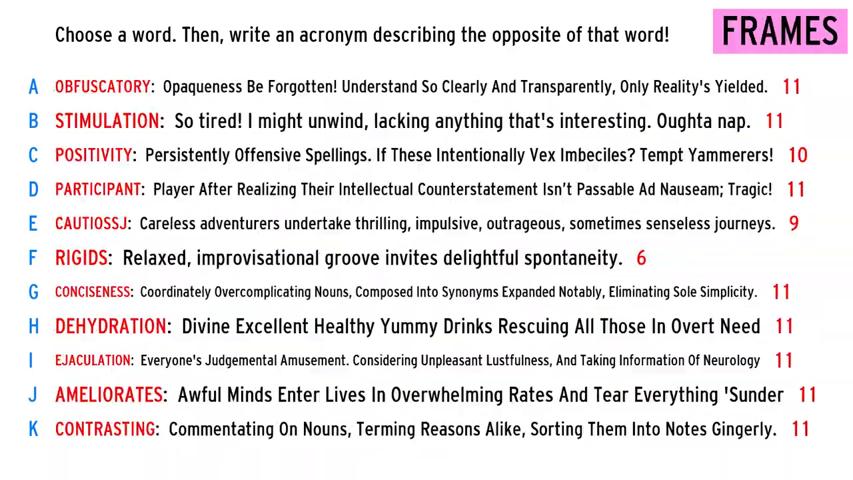 Choose a word. Then, write an acronym describing the opposite of that word!
FRAMES
A OBFUSCATORY: Opaqueness Be Forgotten! Understand So Clearly And Transparently, Only Reality's Yielded. 11
B STIMULATION: So tired! I might unwind, lacking anything that's interesting. Oughta nap. 11
C POSITIVITY: Persistently Offensive Spellings. If These Intentionally Vex Imbeciles? Tempt Yammerers! 10
D PARTICIPANT: Player After Realizing Their Intellectual Counterstatement Isn't Passable Ad Nauseam; Tragic! 11
E CAUTIOSSJ: Careless adventurers undertake thrilling, impulsive, outrageous, sometimes senseless journeys. 9
F RIGIDS: Relaxed, improvisational groove invites delightful spontaneity. 6
G CONCISENESS: Coordinately Overcomplicating Nouns, Composed Into Synonyms Expanded Notably, Eliminating Sole Simplicity. 11
H DEHYDRATION: Divine Excellent Healthy Yummy Drinks Rescuing All Those In Overt Need 11
I EJACULATION: Everyone's Judgemental Amusement. Considering Unpleasant Lustfulness, And Taking Information Of Neurology 11
J AMELIORATES: Awful Minds Enter Lives In Overwhelming Rates And Tear Everything 'Sunder 11
K CONTRASTING: Commentating On Nouns, Terming Reasons Alike, Sorting Them Into Notes Gingerly. 11